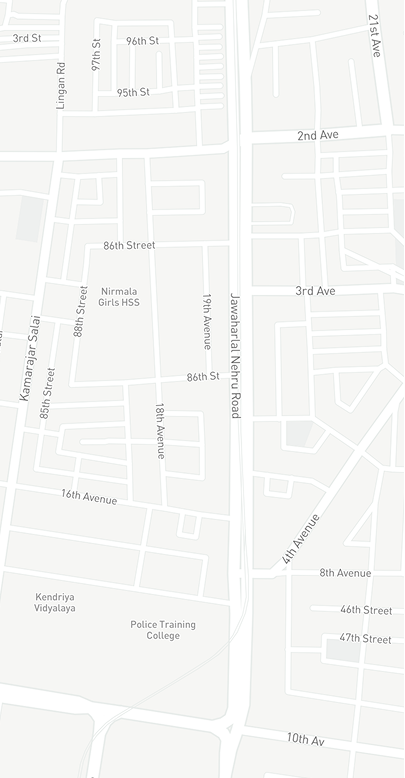 21st Ave
3rd St
97th St
96th St
Lingan Rd
95th St
2nd Ave
86th Street
3rd Ave
Nirmala
Girls HSS
88th Street
19th Avenue
Jawaharlal Nehru Road
Kamarajar Salai
86th St
85th Street
18th Avenue
16th Avenue
4th Avenue
8th Avenue
Kendriya
Vidyalaya
46th Street
Police Training
College
47th Street
10th Av